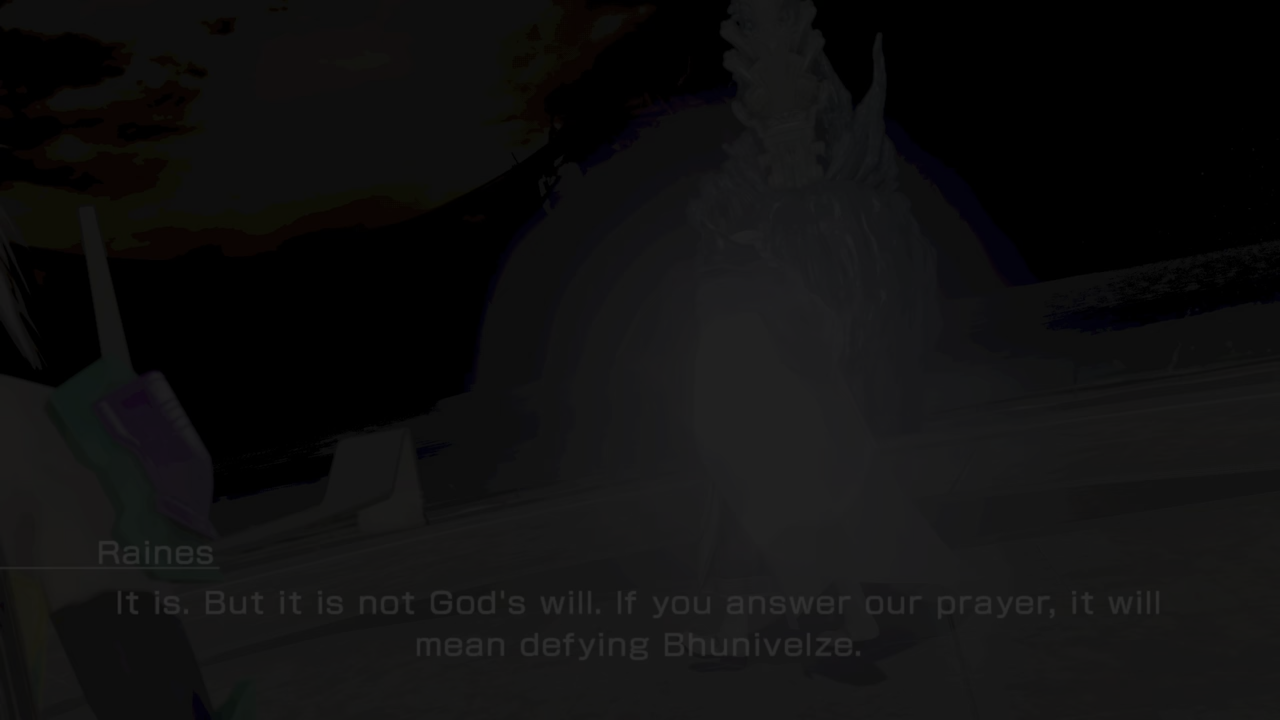 Raines
It is. But it is not God's will. If you answer our prayer, it will
mean defying Bhunivelze.